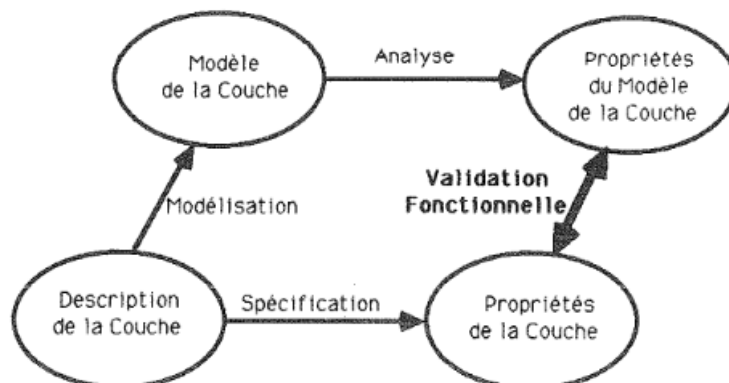 Modèle
de la Couche
Analyse
Propriétés
du Modèle
de la Couche
Modélisation
Validation
Fonctionnelle
Description
de la Couche
Spécification
Propriétés
de la Couche